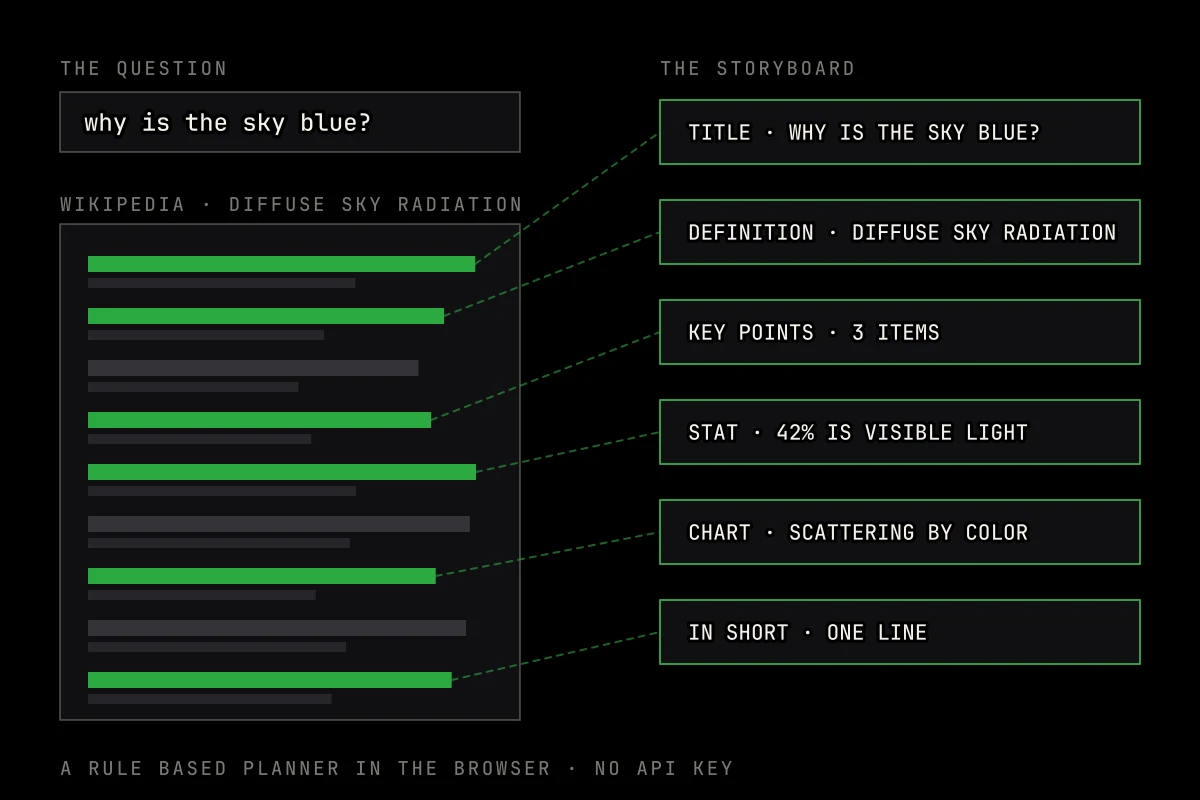 THE QUESTION
why is the sky blue?
WIKIPEDIA · DIFFUSE SKY RADIATION
THE STORYBOARD
TITLE · WHY IS THE SKY BLUE?
DEFINITION · DIFFUSE SKY RADIATION
KEY POINTS · 3 ITEMS
STAT · 42% IS VISIBLE LIGHT
CHART · SCATTERING BY COLOR
IN SHORT · ONE LINE
A RULE BASED PLANNER IN THE BROWSER · NO API KEY